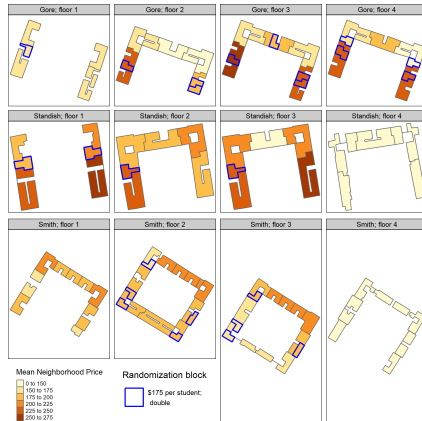 Gore; floor 1
Gore; floor 2
Gore; floor 3
Gore; floor 4
Standish; floor 1
Standish; floor 2
Standish; floor 3
Standish; floor 4
Smith; floor 1
Smith; floor 2
Smith; floor 3
Smith; floor 4
Mean Neighborhood Price
0 to 150
150 to 175
175 to 200
200 to 225
225 to 250
250 to 275
Randomization block
$175 per student;
double